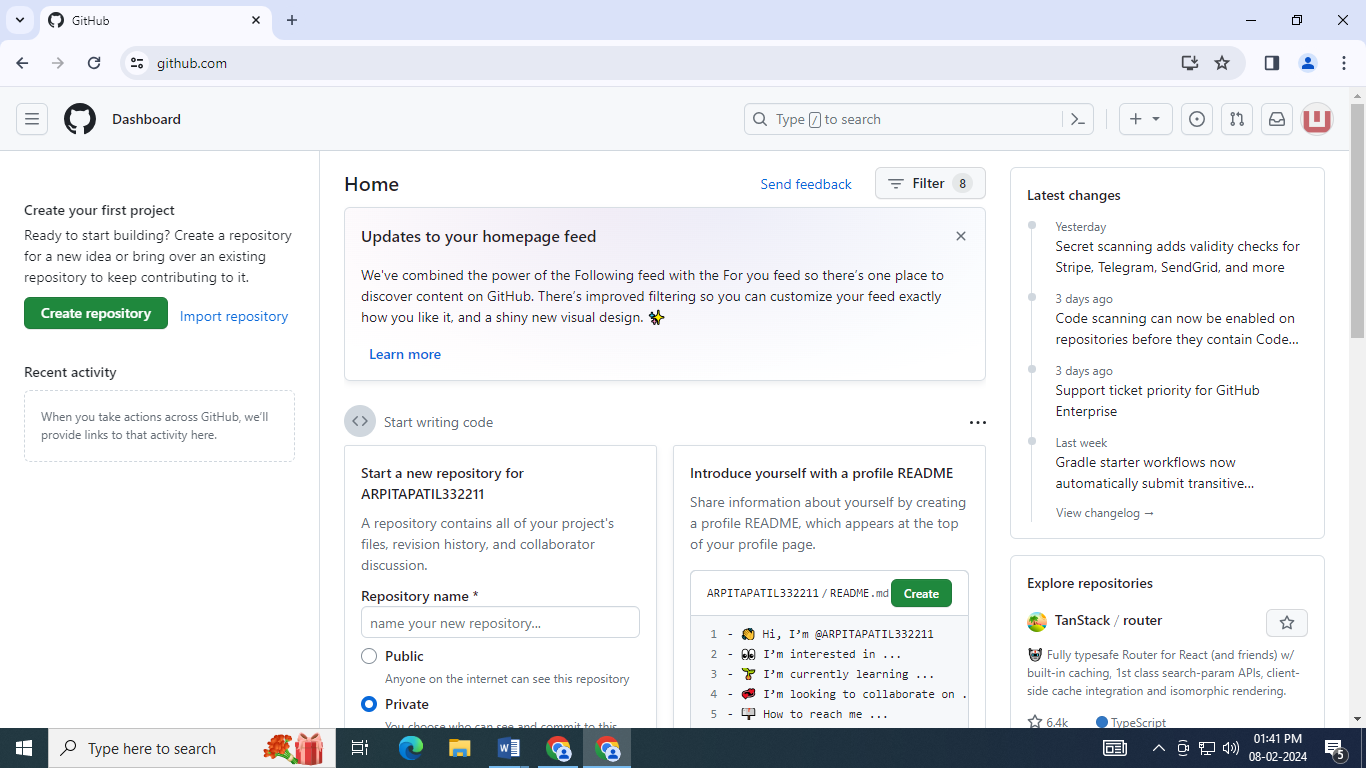 GitHub
github.com
Dashboard
Type / to search
Create your first project
Ready to start building? Create a repository
for a new idea or bring over an existing
repository to keep contributing to it.
Create repository
Import repository
Recent activity
When you take actions across GitHub, we'll
provide links to that activity here.
Home
Send feedback
Filter 8
Updates to your homepage feed
We've combined the power of the Following feed with the For you feed so there's one place to
discover content on GitHub. There's improved filtering so you can customize your feed exactly
how you like it, and a shiny new visual design. ✨
Learn more
Start writing code
Start a new repository for
ARPITAPATIL332211
A repository contains all of your project's
files, revision history, and collaborator
discussion.
Repository name *
name your new repository...
Public
Anyone on the internet can see this repository
Private
You choose who can see and commit to this
Introduce yourself with a profile README
Share information about yourself by creating
a profile README, which appears at the top
of your profile page.
ARPITAPATIL332211 / README.md
Create
1 - 👋 Hi, I'm @ARPITAPATIL332211
2 - 👀 I'm interested in ...
3 - 🌱 I'm currently learning ...
4 - 💞️ I'm looking to collaborate on .
5 - 📫 How to reach me ...
Latest changes
Yesterday
Secret scanning adds validity checks for
Stripe, Telegram, SendGrid, and more
3 days ago
Code scanning can now be enabled on
repositories before they contain Code...
3 days ago
Support ticket priority for GitHub
Enterprise
Last week
Gradle starter workflows now
automatically submit transitive...
View changelog →
Explore repositories
TanStack / router
🤖 Fully typesafe Router for React (and friends) w/
built-in caching, 1st class search-param APIs, client-
side cache integration and isomorphic rendering.
6.4k
TypeScript
Type here to search
01:41 PM
08-02-2024
5